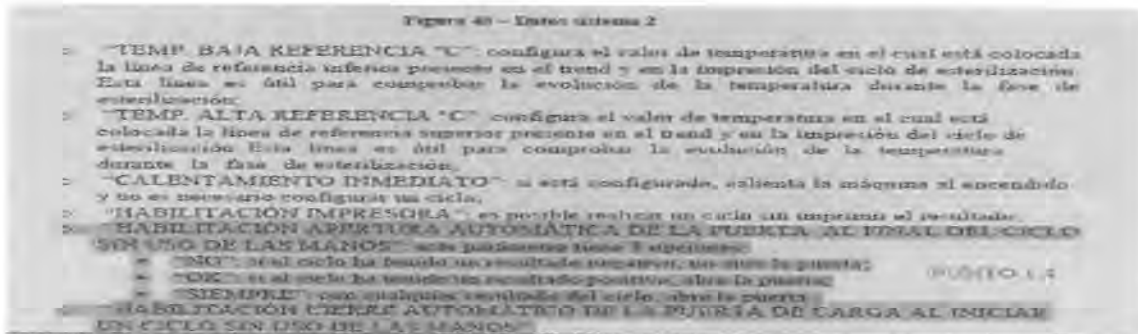 Figura 48 – Datos sistema 2
"TEMP. BAJA REFERENCIA °C": configura el valor de temperatura en el cual está colocada
la línea de referencia inferior presente en el trend y en la impresión del ciclo de esterilización.
Esta línea es útil para comprobar la evolución de la temperatura durante la fase de
esterilización;
"TEMP. ALTA REFERENCIA °C": configura el valor de temperatura en el cual está
colocada la línea de referencia superior presente en el trend y en la impresión del ciclo de
esterilización Esta línea es útil para comprobar la evolución de la temperatura
durante la fase de esterilización;
"CALENTAMIENTO INMEDIATO": si está configurado, calienta la máquina al encendido
y no es necesario configurar un ciclo;
"HABILITACIÓN IMPRESORA": es posible realizar un ciclo sin imprimir el resultado;
"HABILITACIÓN APERTURA AUTOMÁTICA DE LA PUERTA AL FINAL DEL CICLO
SIN USO DE LAS MANOS": este parámetro tiene 3 opciones:
"NO": si el ciclo ha tenido un resultado negativo, no abre la puerta;
"OK": si el ciclo ha tenido un resultado positivo, abre la puerta;
PUNTO 1.4
"SIEMPRE": con cualquier resultado del ciclo, abre la puerta
"HABILITACIÓN CIERRE AUTOMÁTICO DE LA PUERTA DE CARGA AL INICIAR
UN CICLO SIN USO DE LAS MANOS"